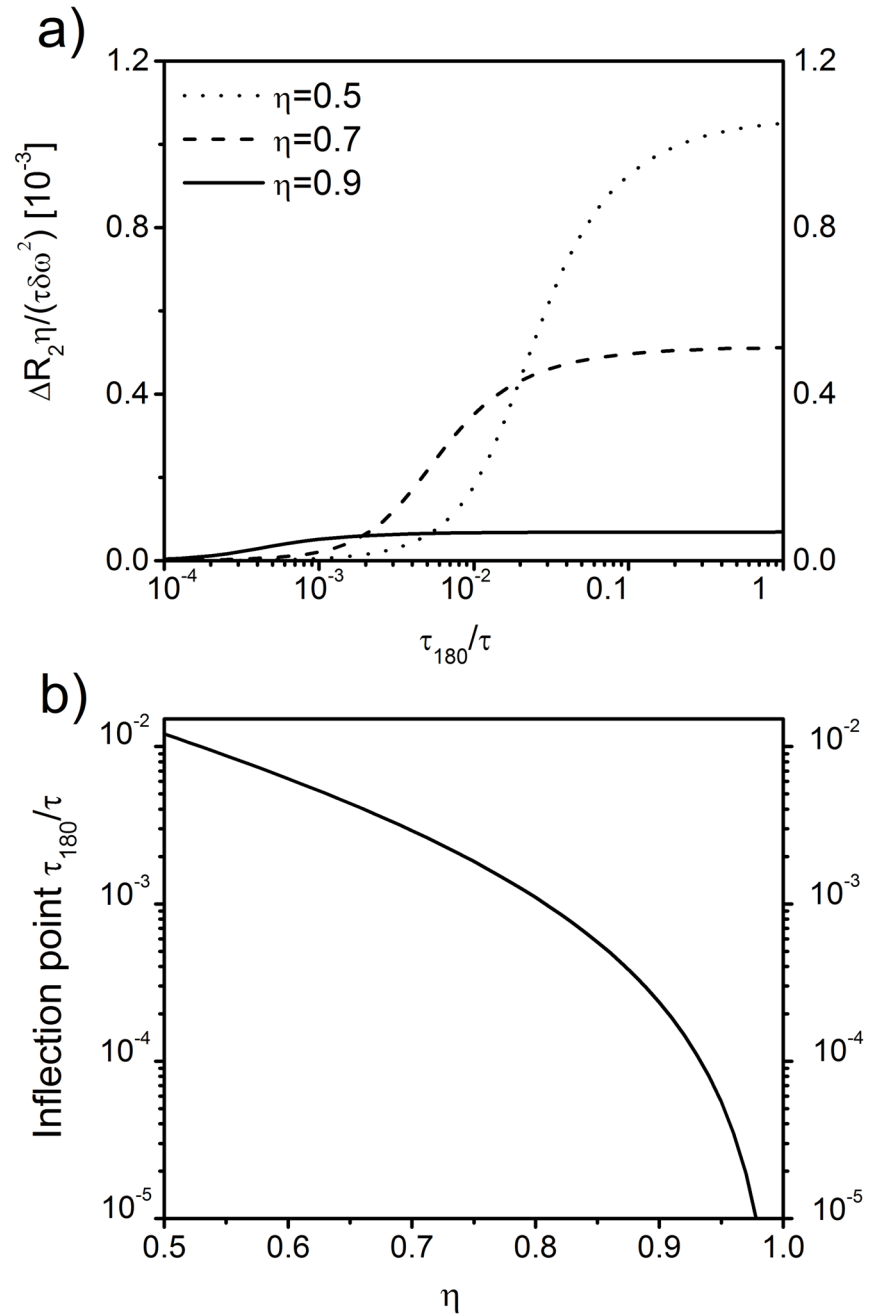 a)
1.2 1.2
η=0.5
η=0.7
η=0.9
ΔR₂η/(τδω²) [10⁻³]
0.8 0.8
0.4 0.4
0.0 0.0
10⁻⁴ 10⁻³ 10⁻² 0.1 1
τ₁₈₀/τ
b)
10⁻² 10⁻²
Inflection point τ₁₈₀/τ
10⁻³ 10⁻³
10⁻⁴ 10⁻⁴
10⁻⁵ 10⁻⁵
0.5 0.6 0.7 0.8 0.9 1.0
η